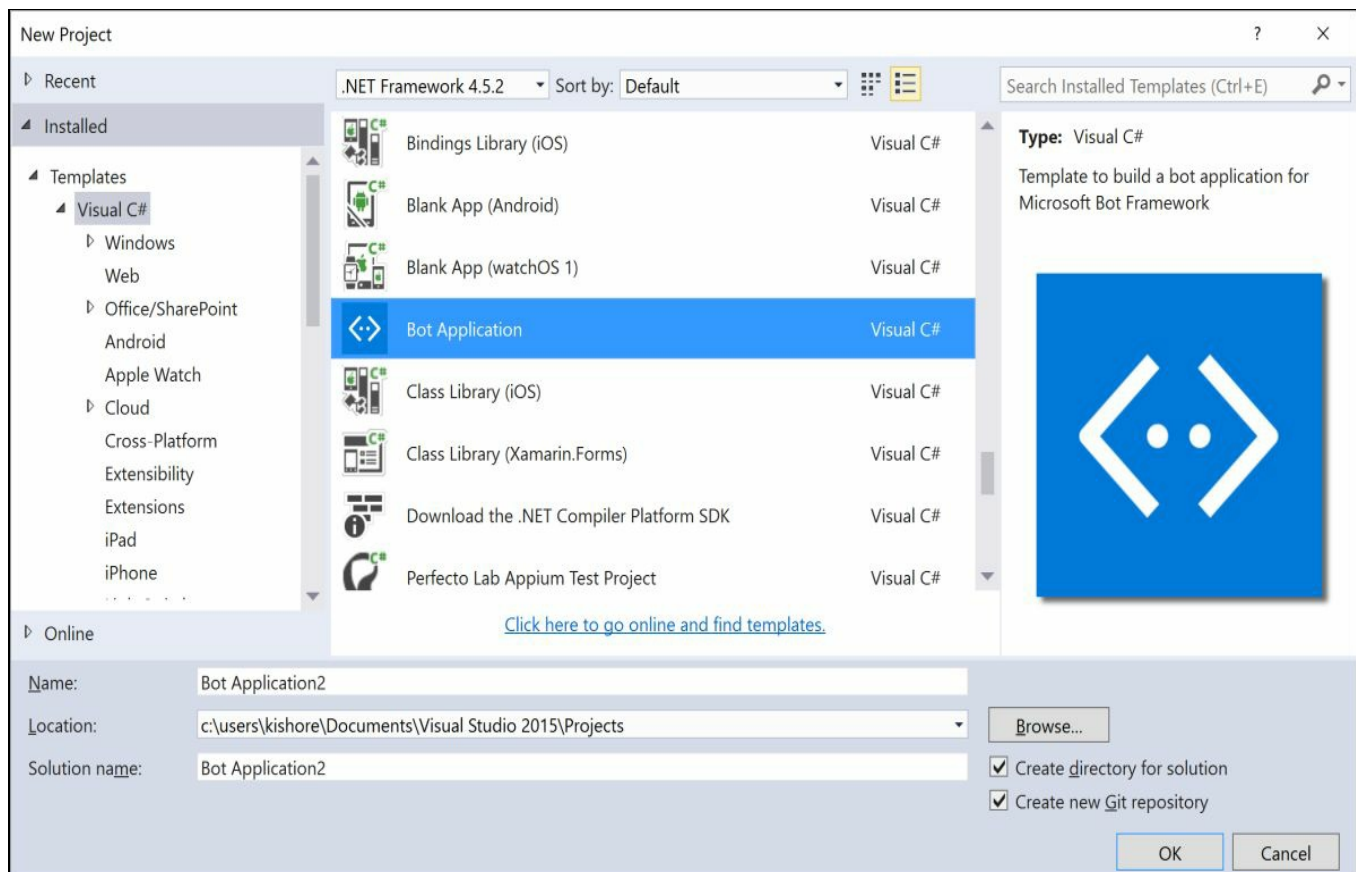 New Project
?
Recent
.NET Framework 4.5.2
Sort by:
Default
Search Installed Templates (Ctrl+E)
Installed
Templates
Visual C#
Windows
Web
Office/SharePoint
Android
Apple Watch
Cloud
Cross-Platform
Extensibility
Extensions
iPad
iPhone
Online
Bindings Library (iOS) Visual C#
Blank App (Android) Visual C#
Blank App (watchOS 1) Visual C#
Bot Application Visual C#
Class Library (iOS) Visual C#
Class Library (Xamarin.Forms) Visual C#
Download the .NET Compiler Platform SDK Visual C#
Perfecto Lab Appium Test Project Visual C#
Click here to go online and find templates.
Type: Visual C#
Template to build a bot application for
Microsoft Bot Framework
Name: Bot Application2
Location: c:\users\kishore\Documents\Visual Studio 2015\Projects
Browse...
Solution name: Bot Application2
Create directory for solution
Create new Git repository
OK
Cancel